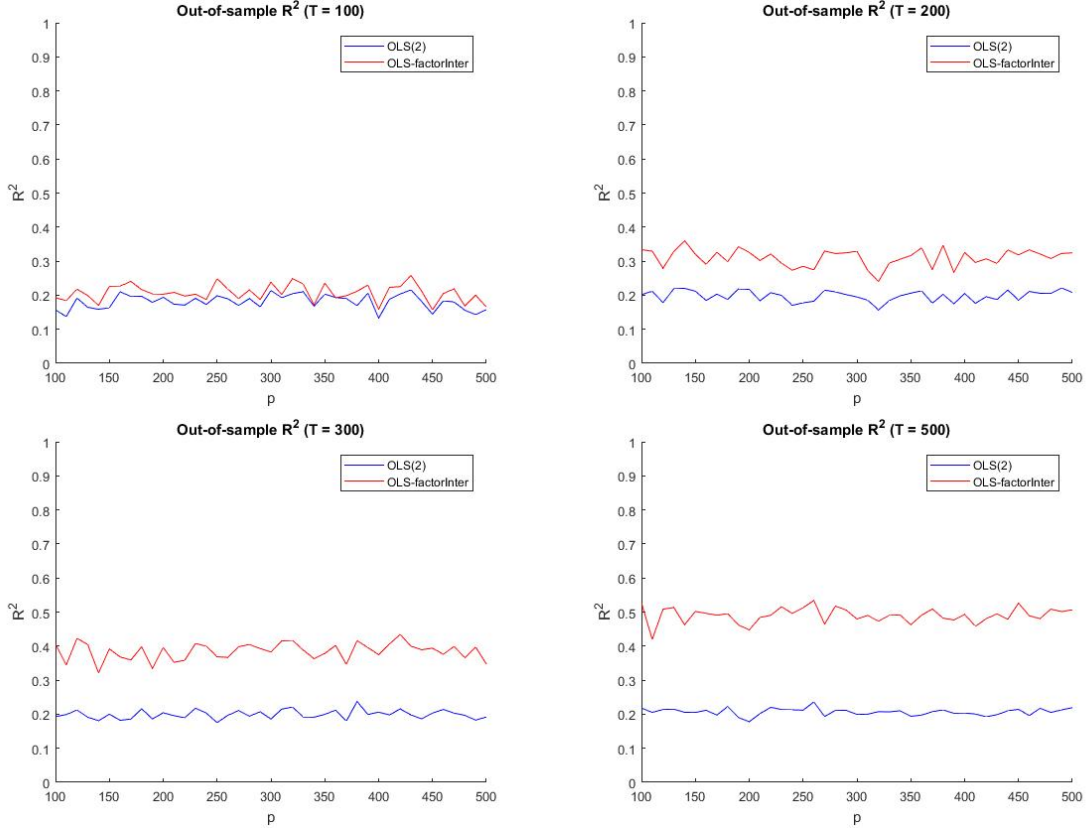 Out-of-sample R² (T = 100)
1
0.9
0.8
0.7
0.6
0.5
0.4
0.3
0.2
0.1
0
R²
OLS(2)
OLS-factorInter
100 150 200 250 300 350 400 450 500
p
Out-of-sample R² (T = 200)
1
0.9
0.8
0.7
0.6
0.5
0.4
0.3
0.2
0.1
0
R²
OLS(2)
OLS-factorInter
100 150 200 250 300 350 400 450 500
p
Out-of-sample R² (T = 300)
1
0.9
0.8
0.7
0.6
0.5
0.4
0.3
0.2
0.1
0
R²
OLS(2)
OLS-factorInter
100 150 200 250 300 350 400 450 500
p
Out-of-sample R² (T = 500)
1
0.9
0.8
0.7
0.6
0.5
0.4
0.3
0.2
0.1
0
R²
OLS(2)
OLS-factorInter
100 150 200 250 300 350 400 450 500
p